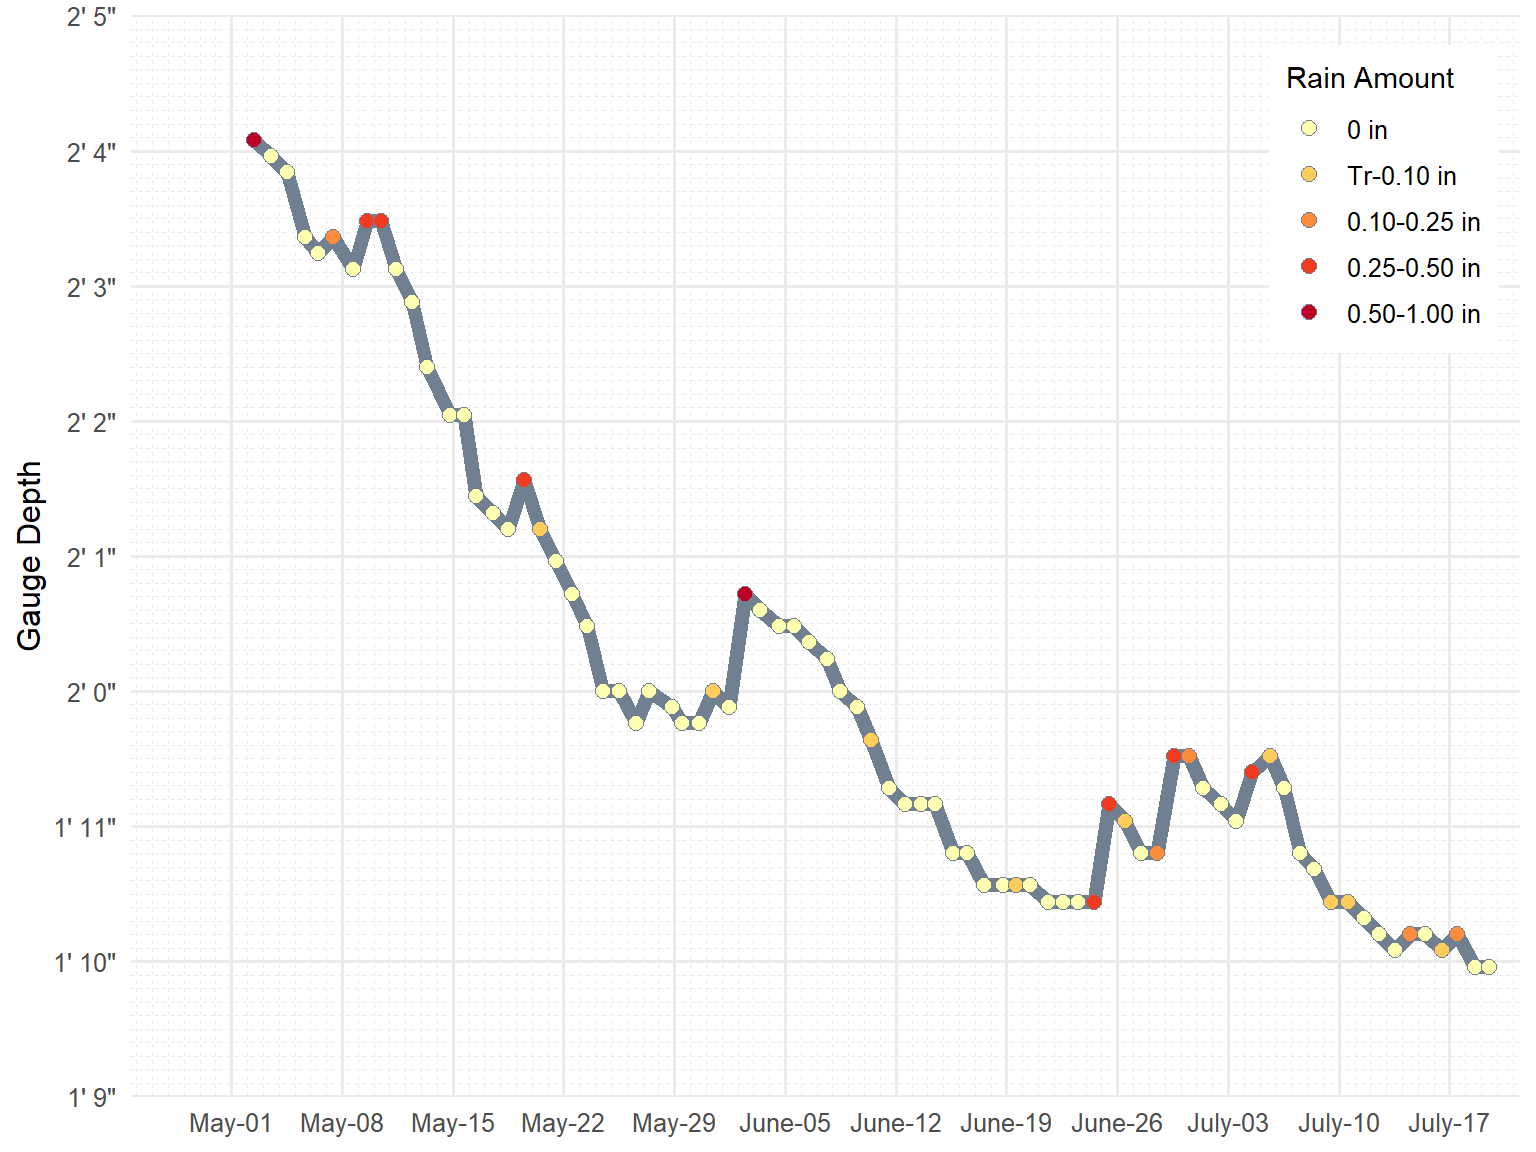 2' 5"
2' 4"
2' 3"
2' 2"
2' 1"
2' 0"
1' 11"
1' 10"
1' 9"
Gauge Depth
Rain Amount
0 in
Tr-0.10 in
0.10-0.25 in
0.25-0.50 in
0.50-1.00 in
May-01 May-08 May-15 May-22 May-29 June-05 June-12 June-19 June-26 July-03 July-10 July-17